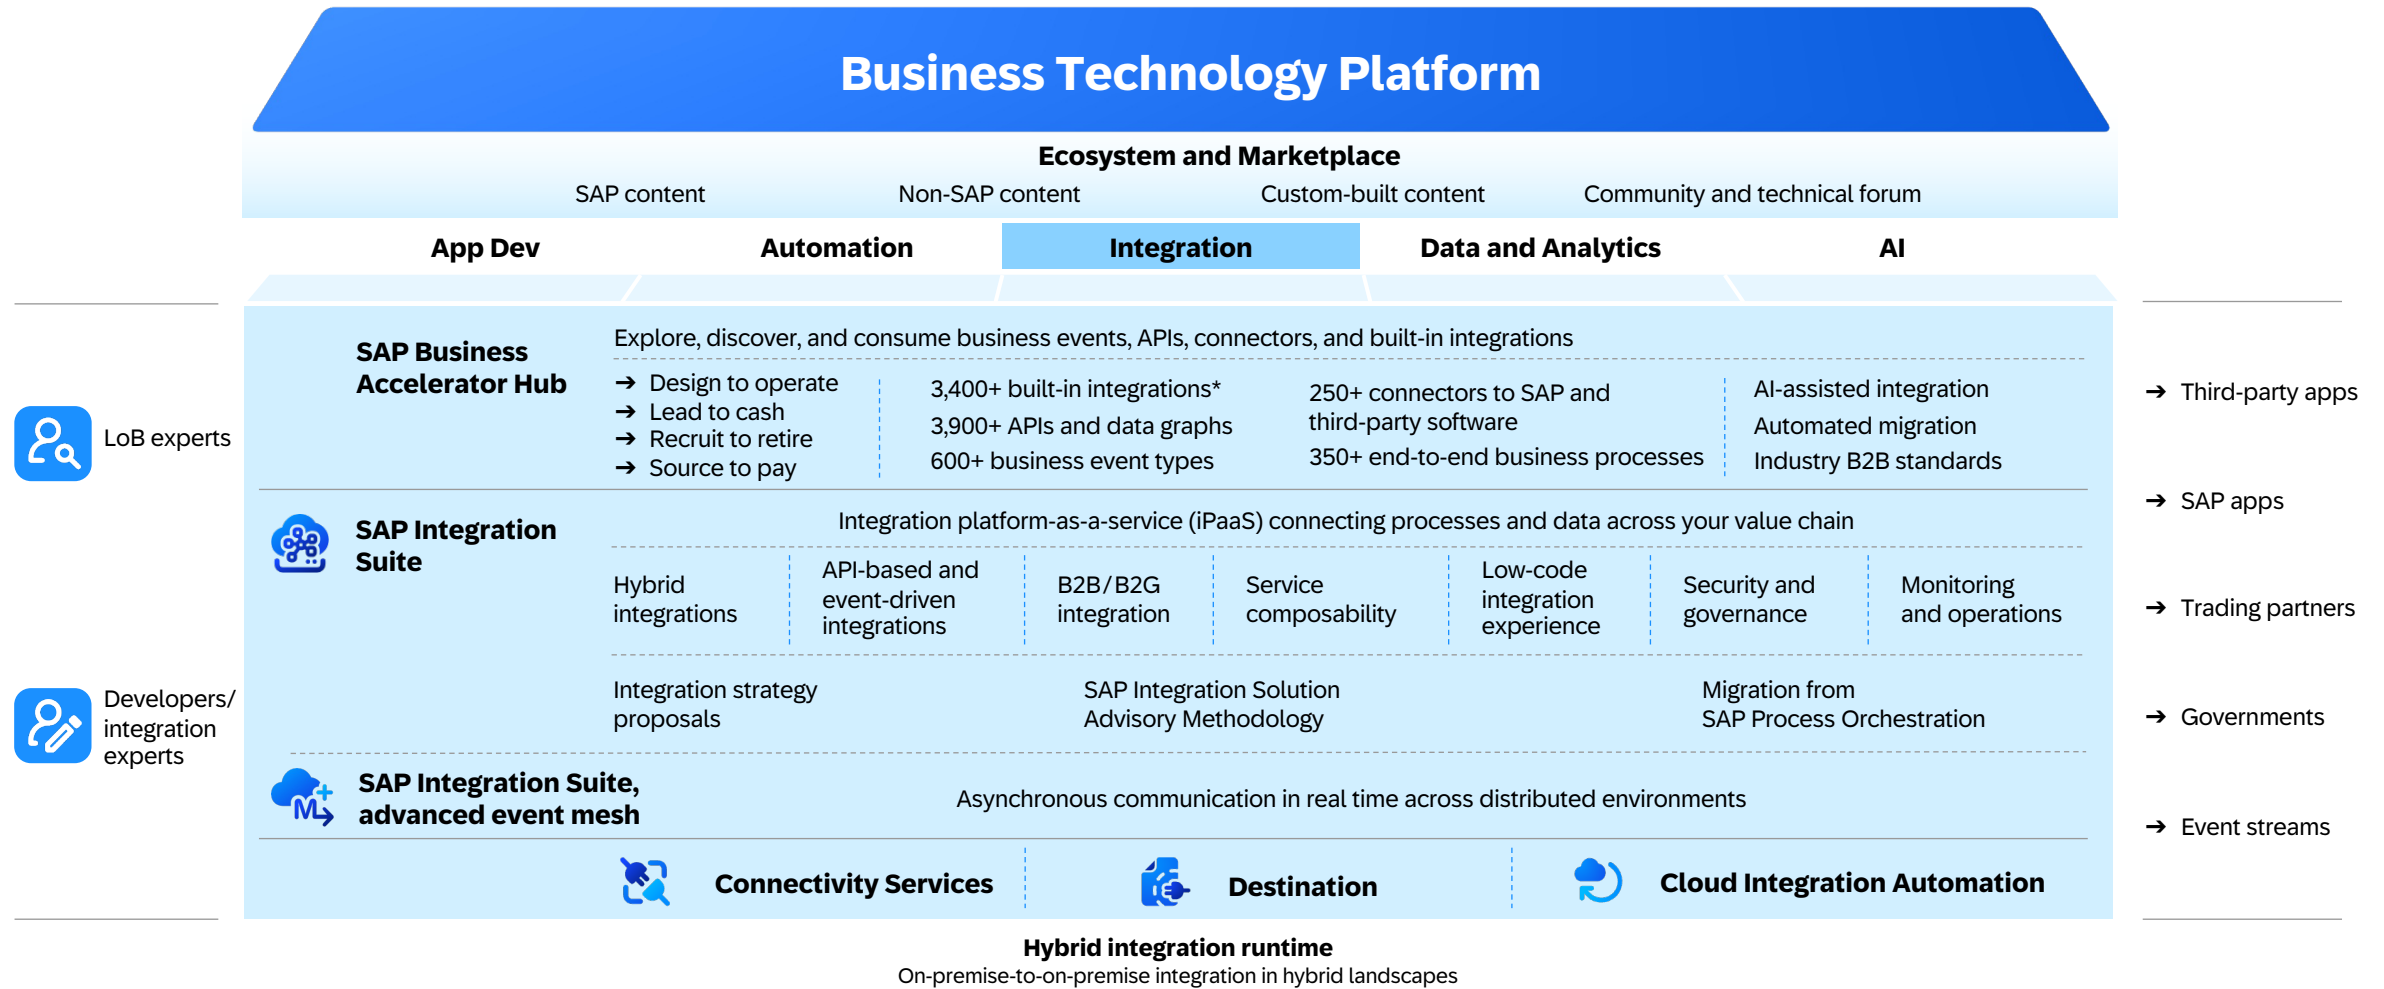 Business Technology Platform
Ecosystem and Marketplace
SAP content
Non-SAP content
Custom-built content
Community and technical forum
App Dev
Automation
Integration
Data and Analytics
AI
LoB experts
Developers/
integration
experts
SAP Business
Accelerator Hub
Explore, discover, and consume business events, APIs, connectors, and built-in integrations
➔ Design to operate
➔ Lead to cash
➔ Recruit to retire
➔ Source to pay
3,400+ built-in integrations*
3,900+ APIs and data graphs
600+ business event types
250+ connectors to SAP and
third-party software
350+ end-to-end business processes
AI-assisted integration
Automated migration
Industry B2B standards
SAP Integration
Suite
Integration platform-as-a-service (iPaaS) connecting processes and data across your value chain
Hybrid
integrations
API-based and
event-driven
integrations
B2B/B2G
integration
Service
composability
Low-code
integration
experience
Security and
governance
Monitoring
and operations
Integration strategy
proposals
SAP Integration Solution
Advisory Methodology
Migration from
SAP Process Orchestration
M
SAP Integration Suite,
advanced event mesh
Asynchronous communication in real time across distributed environments
Connectivity Services
Destination
Cloud Integration Automation
➔ Third-party apps
➔ SAP apps
➔ Trading partners
➔ Governments
➔ Event streams
Hybrid integration runtime
On-premise-to-on-premise integration in hybrid landscapes